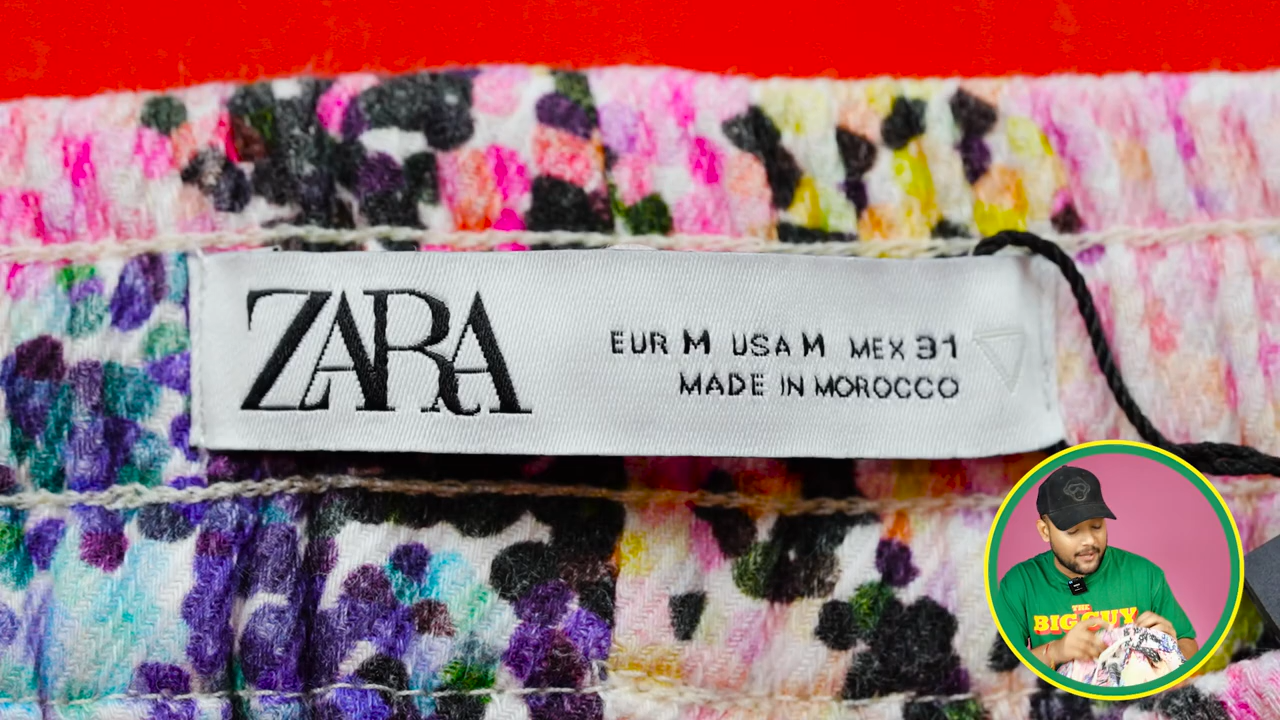 ZARA
EUR M USA M MEX 31
MADE IN MOROCCO
THE
BIG GUY